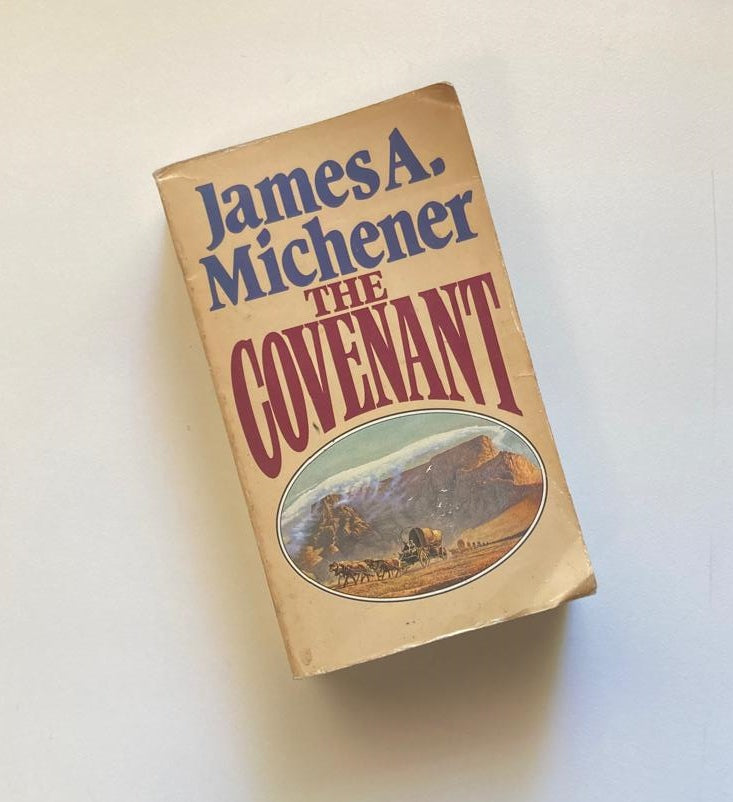 James A.
Michener
THE
COVENANT